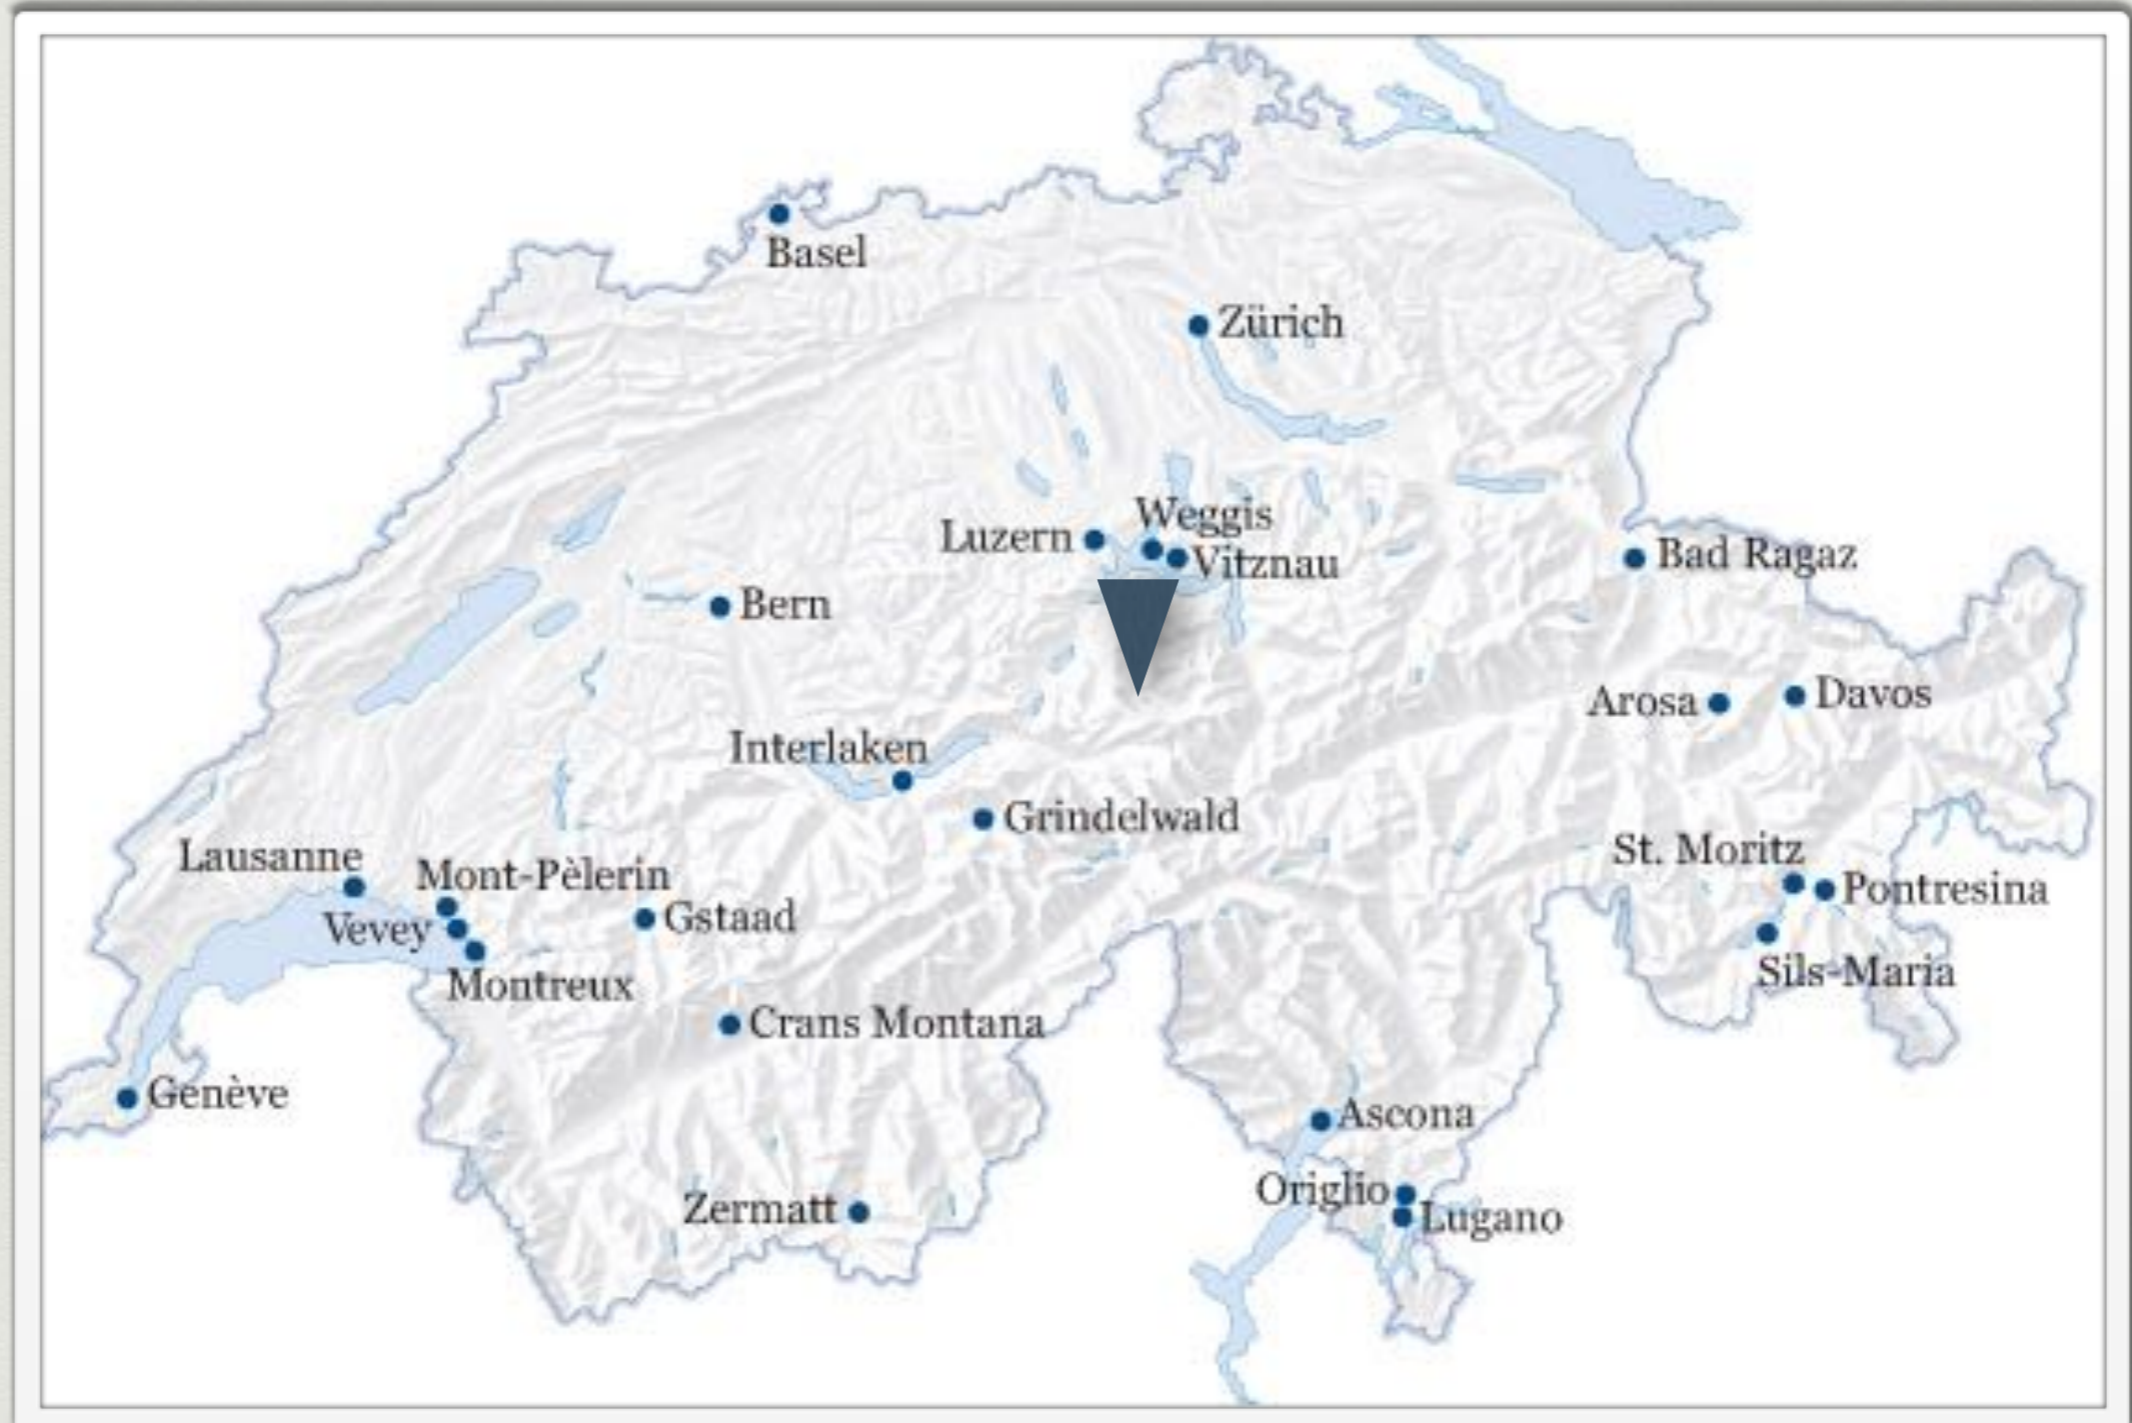 Basel
Zürich
Weggis
Luzern
Vitznau
Bad Ragaz
Bern
Arosa
Davos
Interlaken
Grindelwald
St. Moritz
Lausanne
Mont-Pèlerin
Pontresina
Vevey
Gstaad
Sils-Maria
Montreux
Crans Montana
Genève
Ascona
Origlio
Zermatt
Lugano